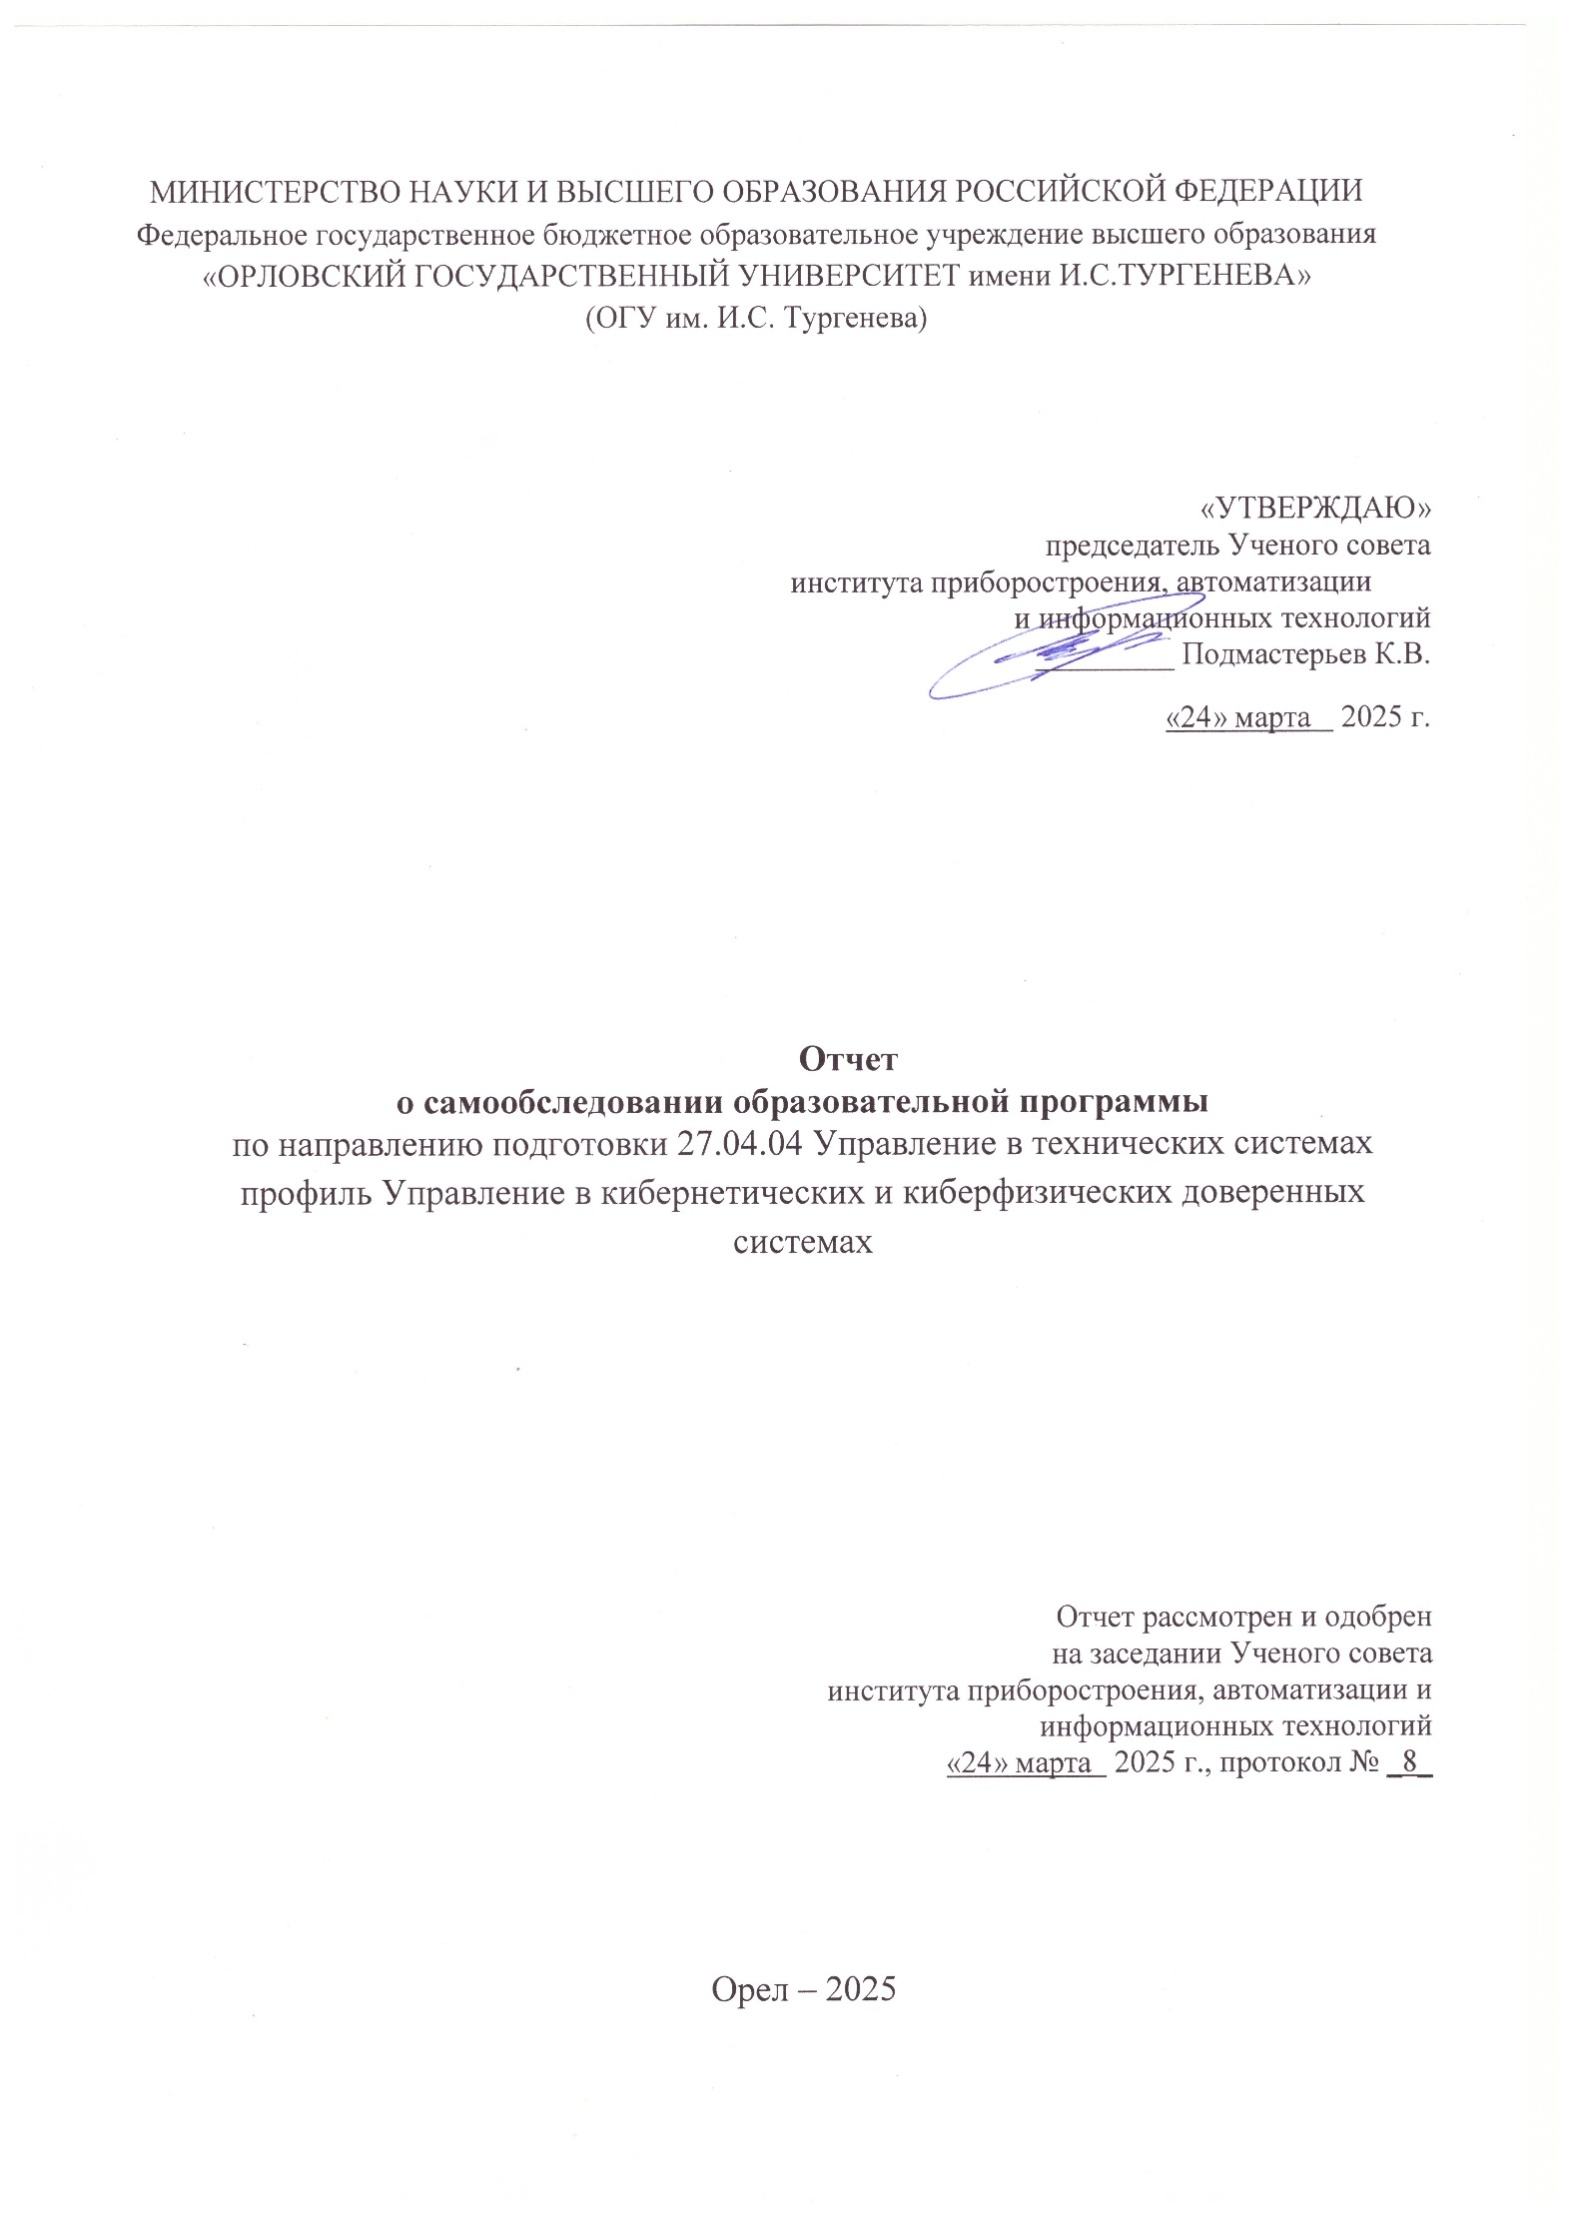 МИНИСТЕРСТВО НАУКИ И ВЫСШЕГО ОБРАЗОВАНИЯ РОССИЙСКОЙ ФЕДЕРАЦИИ
Федеральное государственное бюджетное образовательное учреждение высшего образования
«ОРЛОВСКИЙ ГОСУДАРСТВЕННЫЙ УНИВЕРСИТЕТ имени И.С.ТУРГЕНЕВА»
(ОГУ им. И.С. Тургенева)
«УТВЕРЖДАЮ»
председатель Ученого совета
института приборостроения, автоматизации
и информационных технологий
_________ Подмастерьев К.В.
«24» марта 2025 г.
Отчет
о самообследовании образовательной программы
по направлению подготовки 27.04.04 Управление в технических системах
профиль Управление в кибернетических и киберфизических доверенных
системах
Отчет рассмотрен и одобрен
на заседании Ученого совета
института приборостроения, автоматизации и
информационных технологий
«24» марта 2025 г., протокол № 8
Орел – 2025